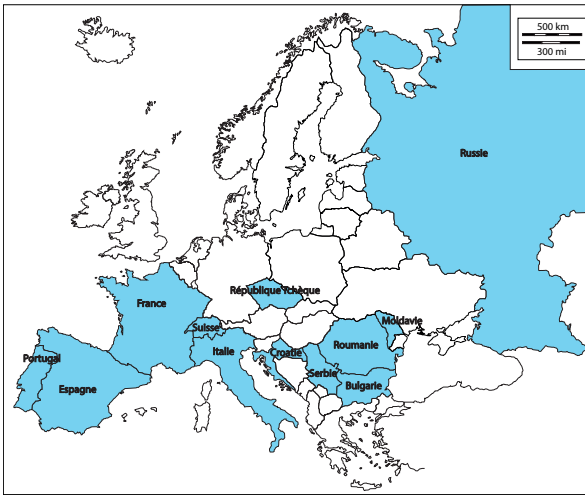 500 km
300 mi
Russie
République Tchèque
France
Moldavie
Suisse
Roumanie
Italie
Croatie
Portugal
Serbie
Espagne
Bulgarie